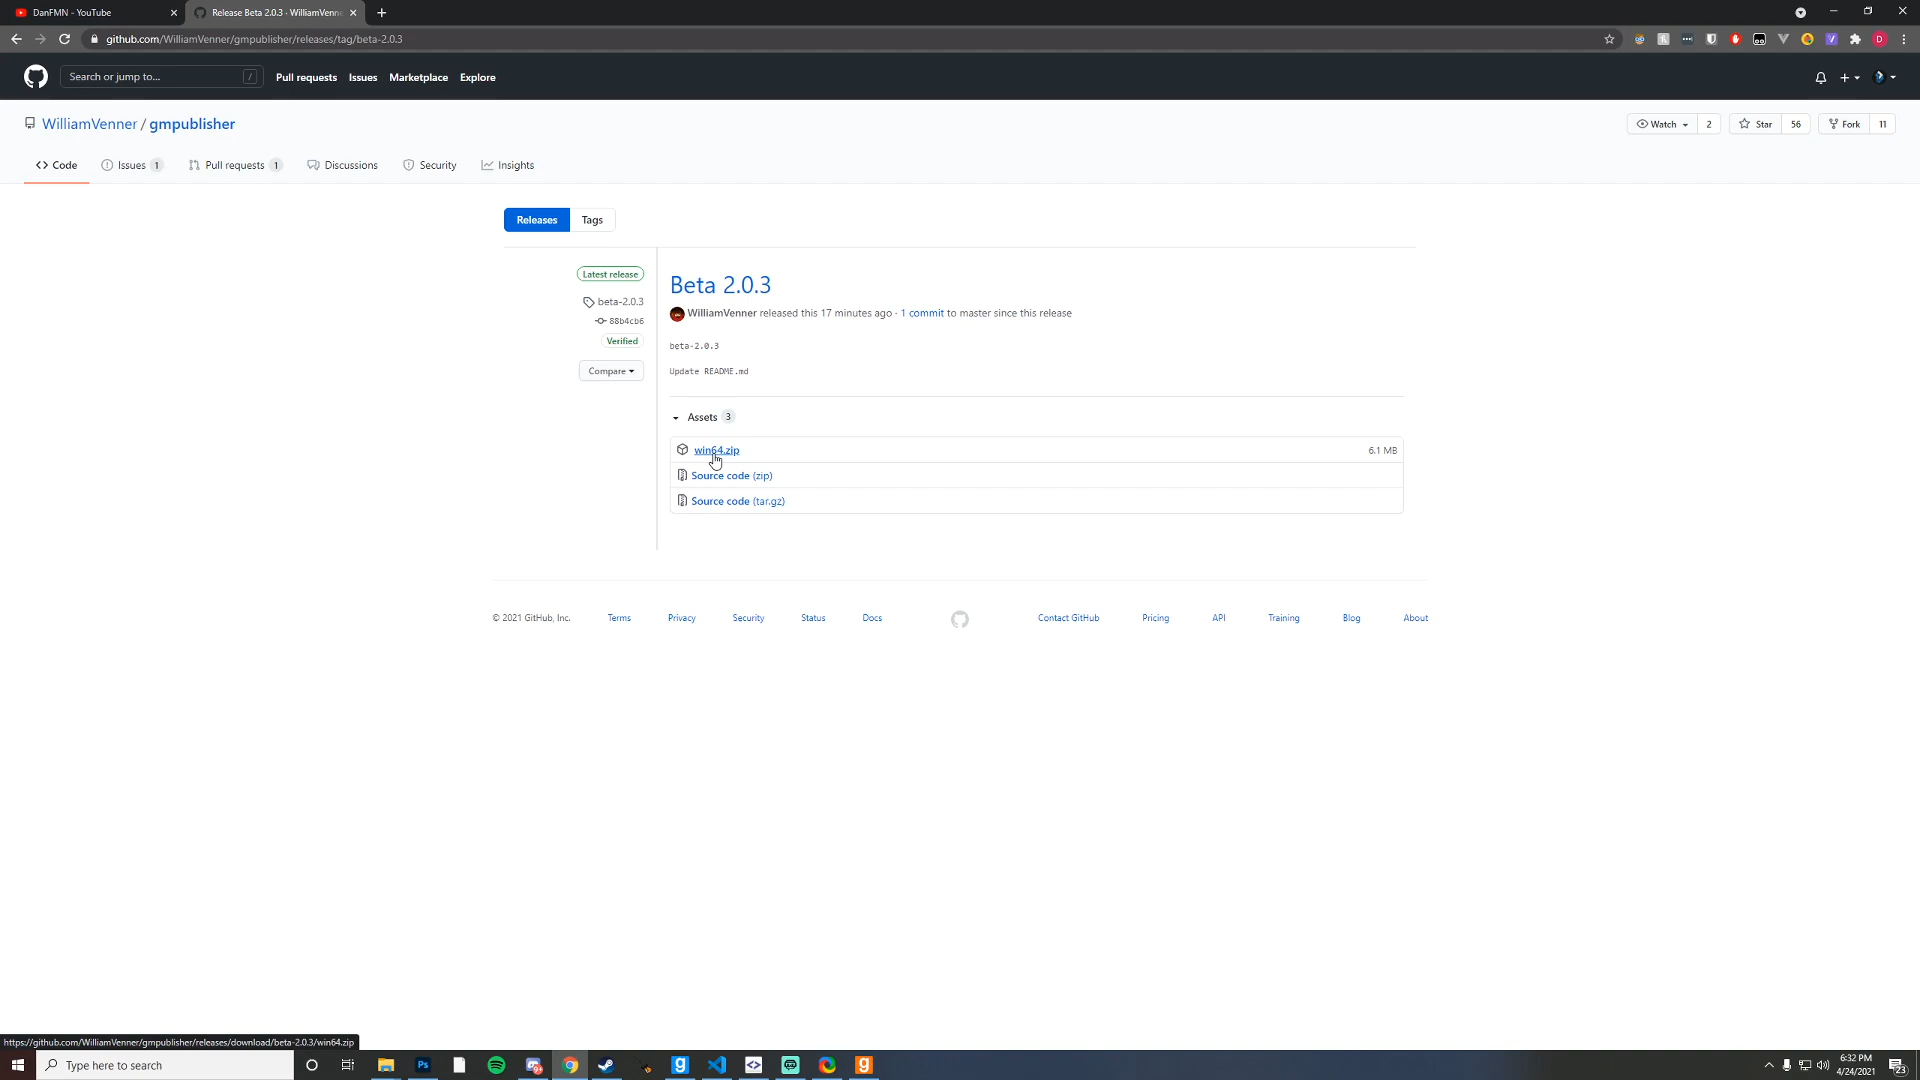 DanFMN - YouTube
Release Beta 2.0.3 · WilliamVenne
github.com/WilliamVenner/gmpublisher/releases/tag/beta-2.0.3
D
Search or jump to...
/
Pull requests
Issues
Marketplace
Explore
WilliamVenner / gmpublisher
Watch
2
Star
56
Fork
11
Code
Issues 1
Pull requests 1
Discussions
Security
Insights
Releases
Tags
Latest release
beta-2.0.3
88b4cb6
Verified
Compare
Beta 2.0.3
WilliamVenner released this 17 minutes ago · 1 commit to master since this release
beta-2.0.3
Update README.md
Assets 3
win64.zip
6.1 MB
Source code (zip)
Source code (tar.gz)
© 2021 GitHub, Inc.
Terms
Privacy
Security
Status
Docs
Contact GitHub
Pricing
API
Training
Blog
About
https://github.com/WilliamVenner/gmpublisher/releases/download/beta-2.0.3/win64.zip
Type here to search
Ps
g
g
6:32 PM
4/24/2021
23